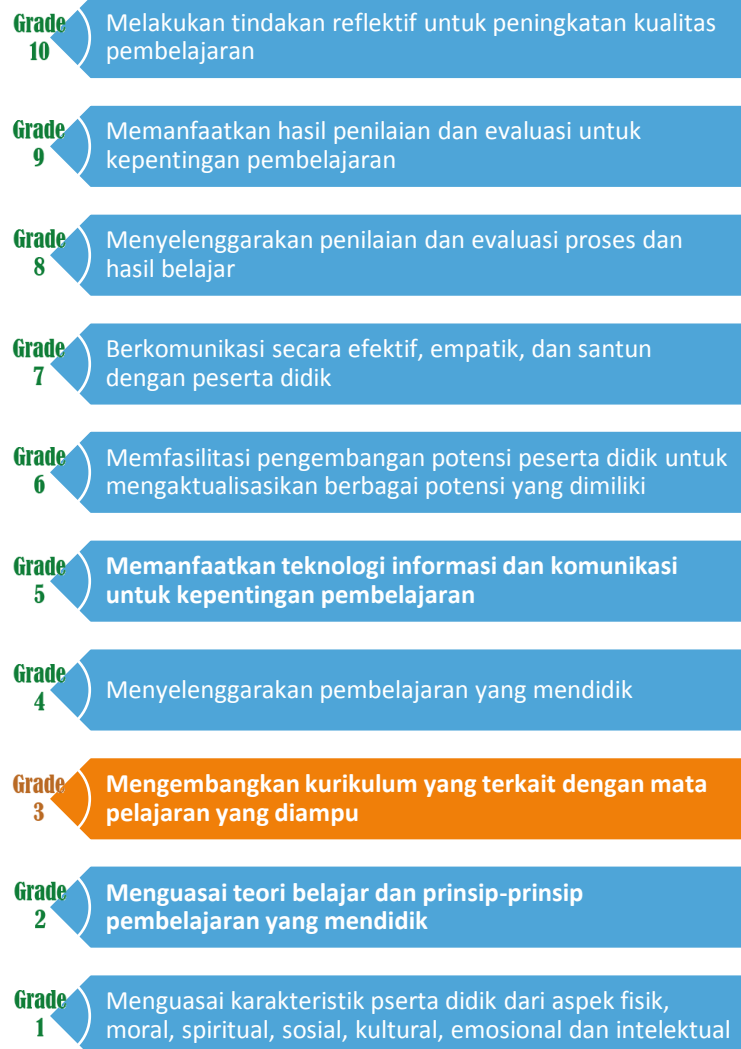 Grade
10
Melakukan tindakan reflektif untuk peningkatan kualitas
pembelajaran
Grade
9
Memanfaatkan hasil penilaian dan evaluasi untuk
kepentingan pembelajaran
Grade
8
Menyelenggarakan penilaian dan evaluasi proses dan
hasil belajar
Grade
7
Berkomunikasi secara efektif, empatik, dan santun
dengan peserta didik
Grade
6
Memfasilitasi pengembangan potensi peserta didik untuk
mengaktualisasikan berbagai potensi yang dimiliki
Grade
5
Memanfaatkan teknologi informasi dan komunikasi
untuk kepentingan pembelajaran
Grade
4
Menyelenggarakan pembelajaran yang mendidik
Grade
3
Mengembangkan kurikulum yang terkait dengan mata
pelajaran yang diampu
Grade
2
Menguasai teori belajar dan prinsip-prinsip
pembelajaran yang mendidik
Grade
1
Menguasai karakteristik pserta didik dari aspek fisik,
moral, spiritual, sosial, kultural, emosional dan intelektual